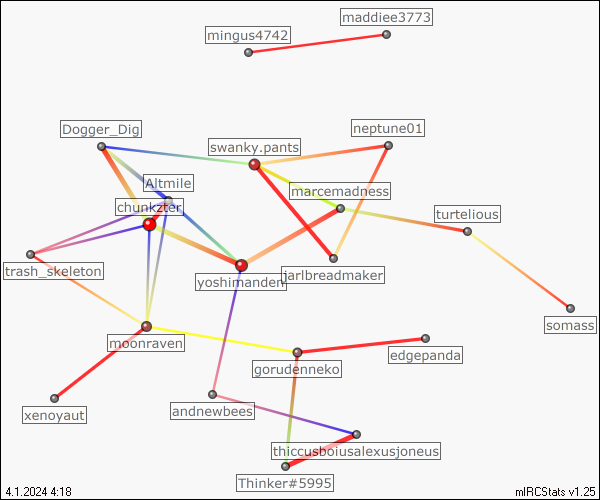 maddiee3773
mingus4742
Dogger_Dig
neptune01
swanky.pants
Altmile
marcemadness
chunkzter
turtelious
trash_skeleton
yoshimanden
jarlbreadmaker
somass
moonraven
edgepanda
gorudenneko
xenoyaut
andnewbees
thiccusboiusalexusjoneus
Thinker#5995
4.1.2024 4:18
mIRCStats v1.25